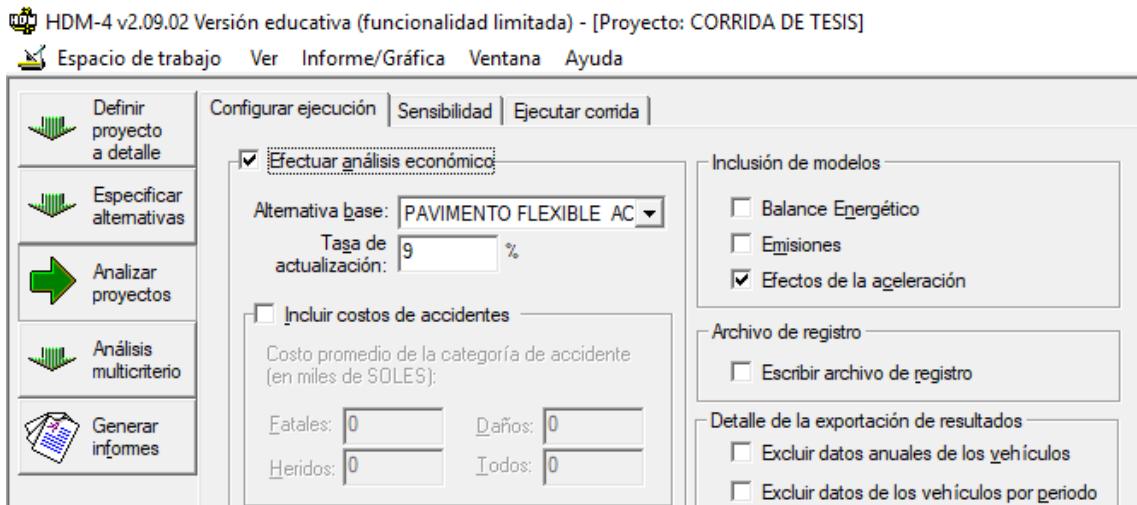 HDM-4 v2.09.02 Versión educativa (funcionalidad limitada) - [Proyecto: CORRIDA DE TESIS]
Espacio de trabajo Ver Informe/Gráfica Ventana Ayuda
Definir
proyecto
a detalle
Especificar
alternativas
Analizar
proyectos
Análisis
multicriterio
Generar
informes
Configurar ejecución Sensibilidad Ejecutar corrida
Efectuar análisis económico
Alternativa base: PAVIMENTO FLEXIBLE AC
Tasa de
actualización: 9 %
Incluir costos de accidentes
Costo promedio de la categoría de accidente
(en miles de SOLES):
Fatales: 0 Daños: 0
Heridos: 0 Todos: 0
Inclusión de modelos
Balance Energético
Emisiones
Efectos de la aceleración
Archivo de registro
Escribir archivo de registro
Detalle de la exportación de resultados
Excluir datos anuales de los vehículos
Excluir datos de los vehículos por periodo